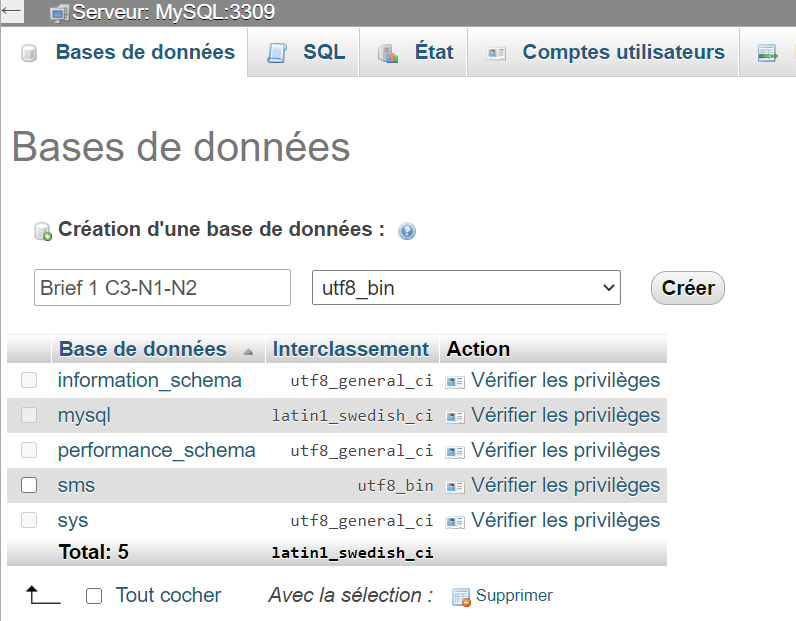 Serveur: MySQL:3309
Bases de données SQL État Comptes utilisateurs
Bases de données
Création d'une base de données :
Brief 1 C3-N1-N2 utf8_bin Créer
Base de données Interclassement Action
information_schema utf8_general_ci Vérifier les privilèges
mysql latin1_swedish_ci Vérifier les privilèges
performance_schema utf8_general_ci Vérifier les privilèges
sms utf8_bin Vérifier les privilèges
sys utf8_general_ci Vérifier les privilèges
Total: 5 latin1_swedish_ci
Tout cocher Avec la sélection : Supprimer